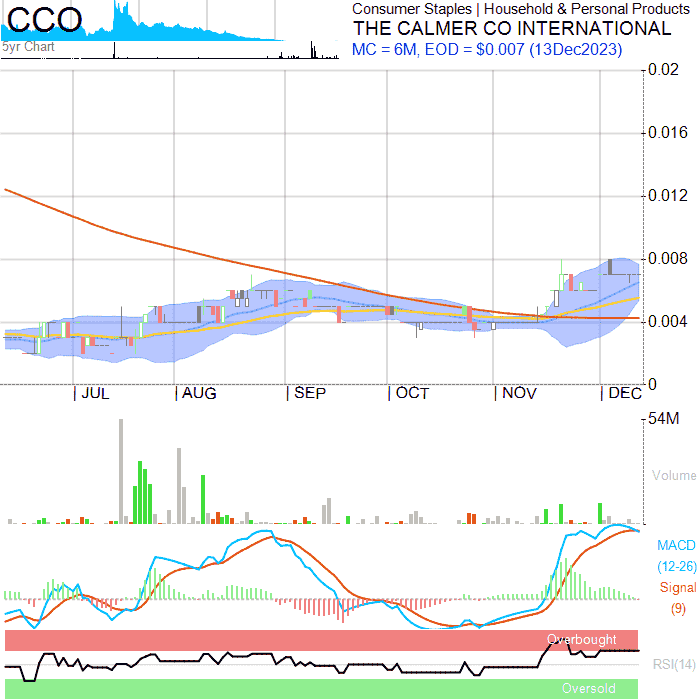 CCO
Consumer Staples | Household & Personal Products
THE CALMER CO INTERNATIONAL
5yr Chart
MC = 6M, EOD = $0.007 (13Dec2023)
0.02
0.016
0.012
0.008
0.004
0
| JUL | AUG | SEP | OCT | NOV | DEC
54M
Volume
MACD
(12-26)
Signal
(9)
Overbought
RSI(14)
Oversold